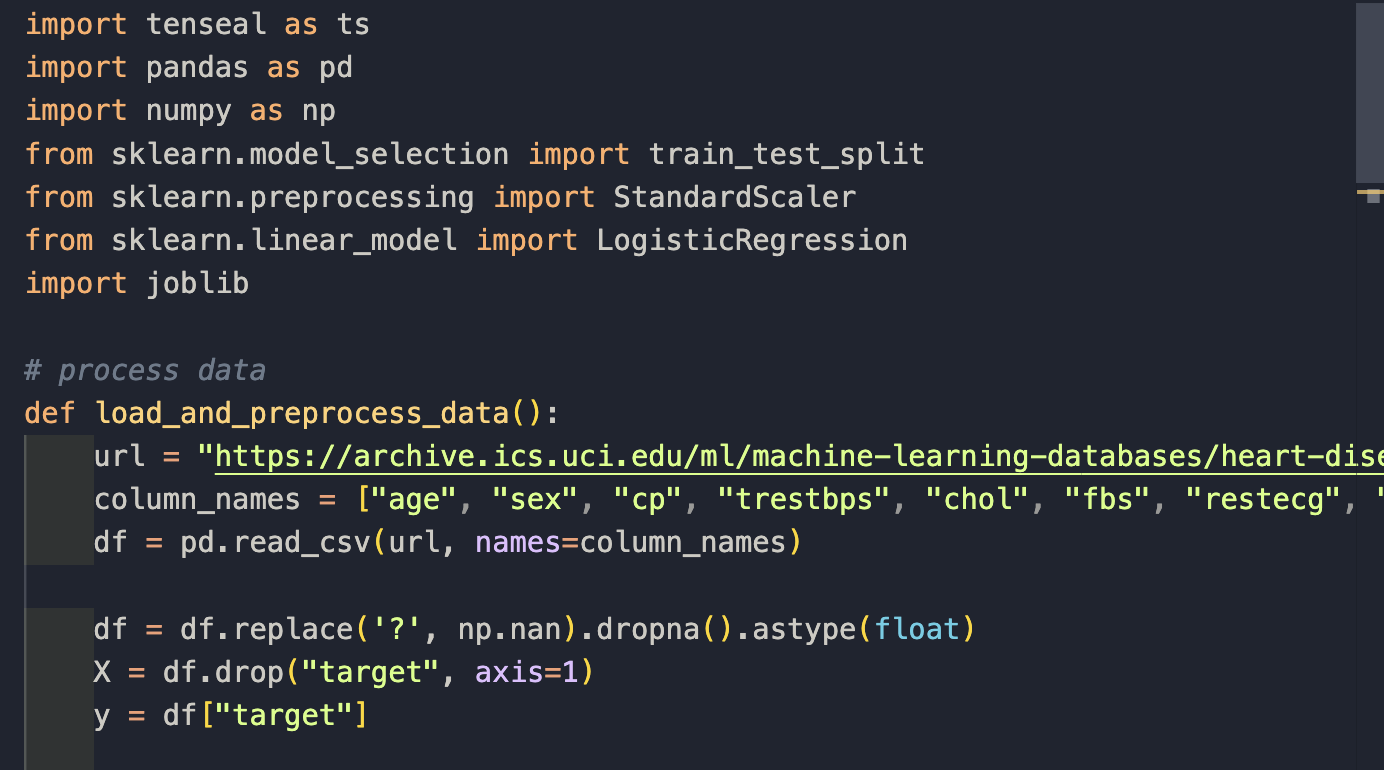 import tenseal as ts
import pandas as pd
import numpy as np
from sklearn.model_selection import train_test_split
from sklearn.preprocessing import StandardScaler
from sklearn.linear_model import LogisticRegression
import joblib
# process data
def load_and_preprocess_data():
url = "https://archive.ics.uci.edu/ml/machine-learning-databases/heart-dise
column_names = ["age", "sex", "cp", "trestbps", "chol", "fbs", "restecg", "
df = pd.read_csv(url, names=column_names)
df = df.replace('?', np.nan).dropna().astype(float)
X = df.drop("target", axis=1)
y = df["target"]